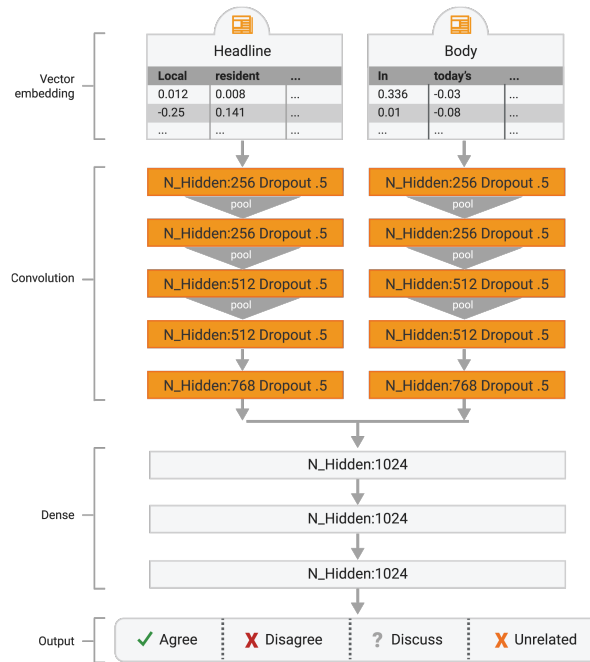 Headline
Body
Vector
embedding
Local resident ...
0.012 0.008 ...
-0.25 0.141 ...
... ... ...
In today's ...
0.336 -0.03 ...
0.01 -0.08 ...
... ... ...
Convolution
N_Hidden:256 Dropout .5
pool
N_Hidden:256 Dropout .5
pool
N_Hidden:512 Dropout .5
pool
N_Hidden:512 Dropout .5
N_Hidden:768 Dropout .5
N_Hidden:256 Dropout .5
pool
N_Hidden:256 Dropout .5
pool
N_Hidden:512 Dropout .5
pool
N_Hidden:512 Dropout .5
N_Hidden:768 Dropout .5
Dense
N_Hidden:1024
N_Hidden:1024
N_Hidden:1024
Output
Agree
Disagree
? Discuss
Unrelated